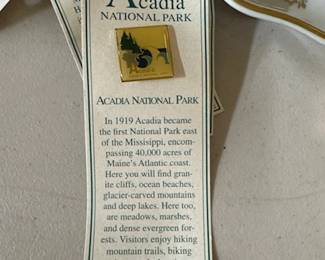 Acadia
NATIONAL PARK
ACADIA NATIONAL PARK
In 1919 Acadia became
the first National Park east
of the Missisippi, encom-
passing 40,000 acres of
Maine's Atlantic coast.
Here you will find gran-
ite cliffs, ocean beaches,
glacier-carved mountains
and deep lakes. Here too,
are meadows, marshes,
and dense evergreen for-
ests. Visitors enjoy hiking
mountain trails, biking